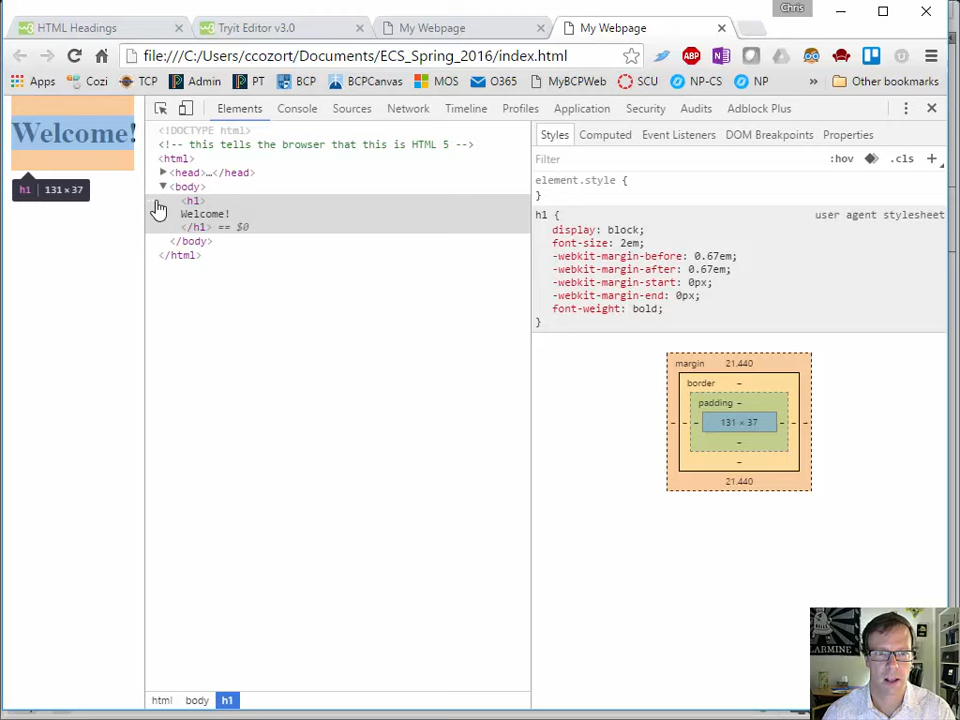 Chris
HTML Headings
Tryit Editor v3.0
My Webpage
My Webpage
file:///C:/Users/ccozort/Documents/ECS_Spring_2016/index.html
Apps Cozi TCP PT BCP BCPCanvas MOS O365 MyBCPWeb SCU NP-CS NP » Other bookmarks
Elements Console Sources Network Timeline Profiles Application Security Audits Adblock Plus
Welcome!
h1 131×37
<!DOCTYPE html>
<!-- this tells the browser that this is HTML 5 -->
<html>
<head>…</head>
<body>
<h1>
Welcome!
</h1> == $0
</body>
</html>
html body h1
Styles Computed Event Listeners DOM Breakpoints Properties
Filter :hov .cls +
element.style {
}
h1 { user agent stylesheet
display: block;
font-size: 2em;
-webkit-margin-before: 0.67em;
-webkit-margin-after: 0.67em;
-webkit-margin-start: 0px;
-webkit-margin-end: 0px;
font-weight: bold;
}
margin 21.440
border –
padding –
– – – 131 × 37 – – –
–
–
21.440
LARMINE